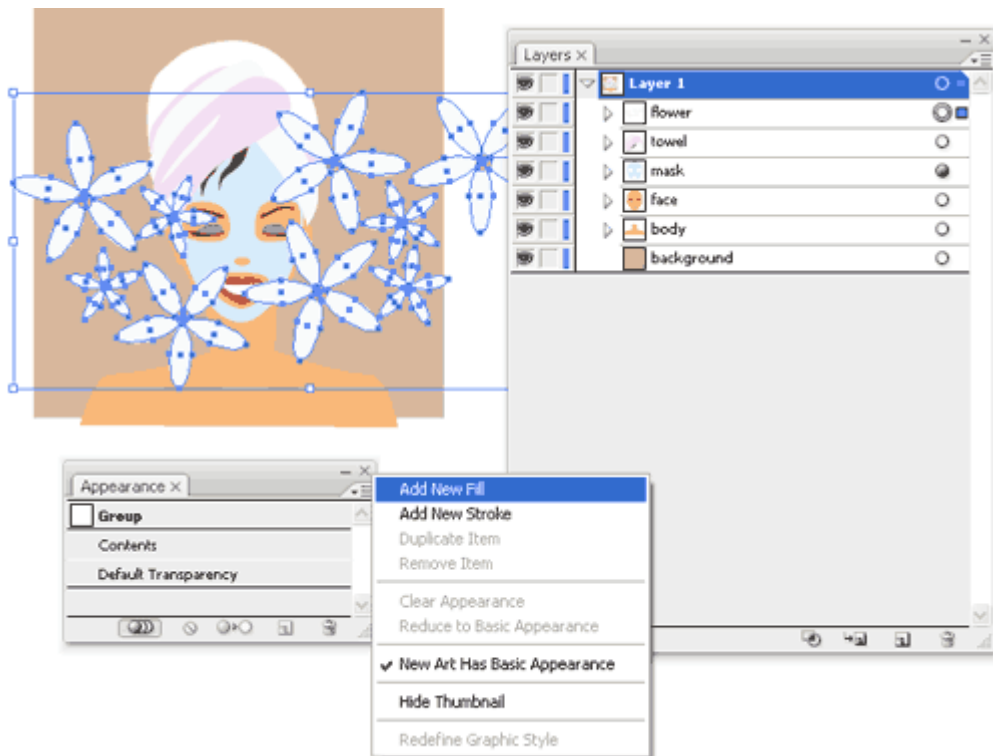 Layers
Layer 1
flower
towel
mask
face
body
background
Appearance
Group
Contents
Default Transparency
Add New Fill
Add New Stroke
Duplicate Item
Remove Item
Clear Appearance
Reduce to Basic Appearance
New Art Has Basic Appearance
Hide Thumbnail
Redefine Graphic Style